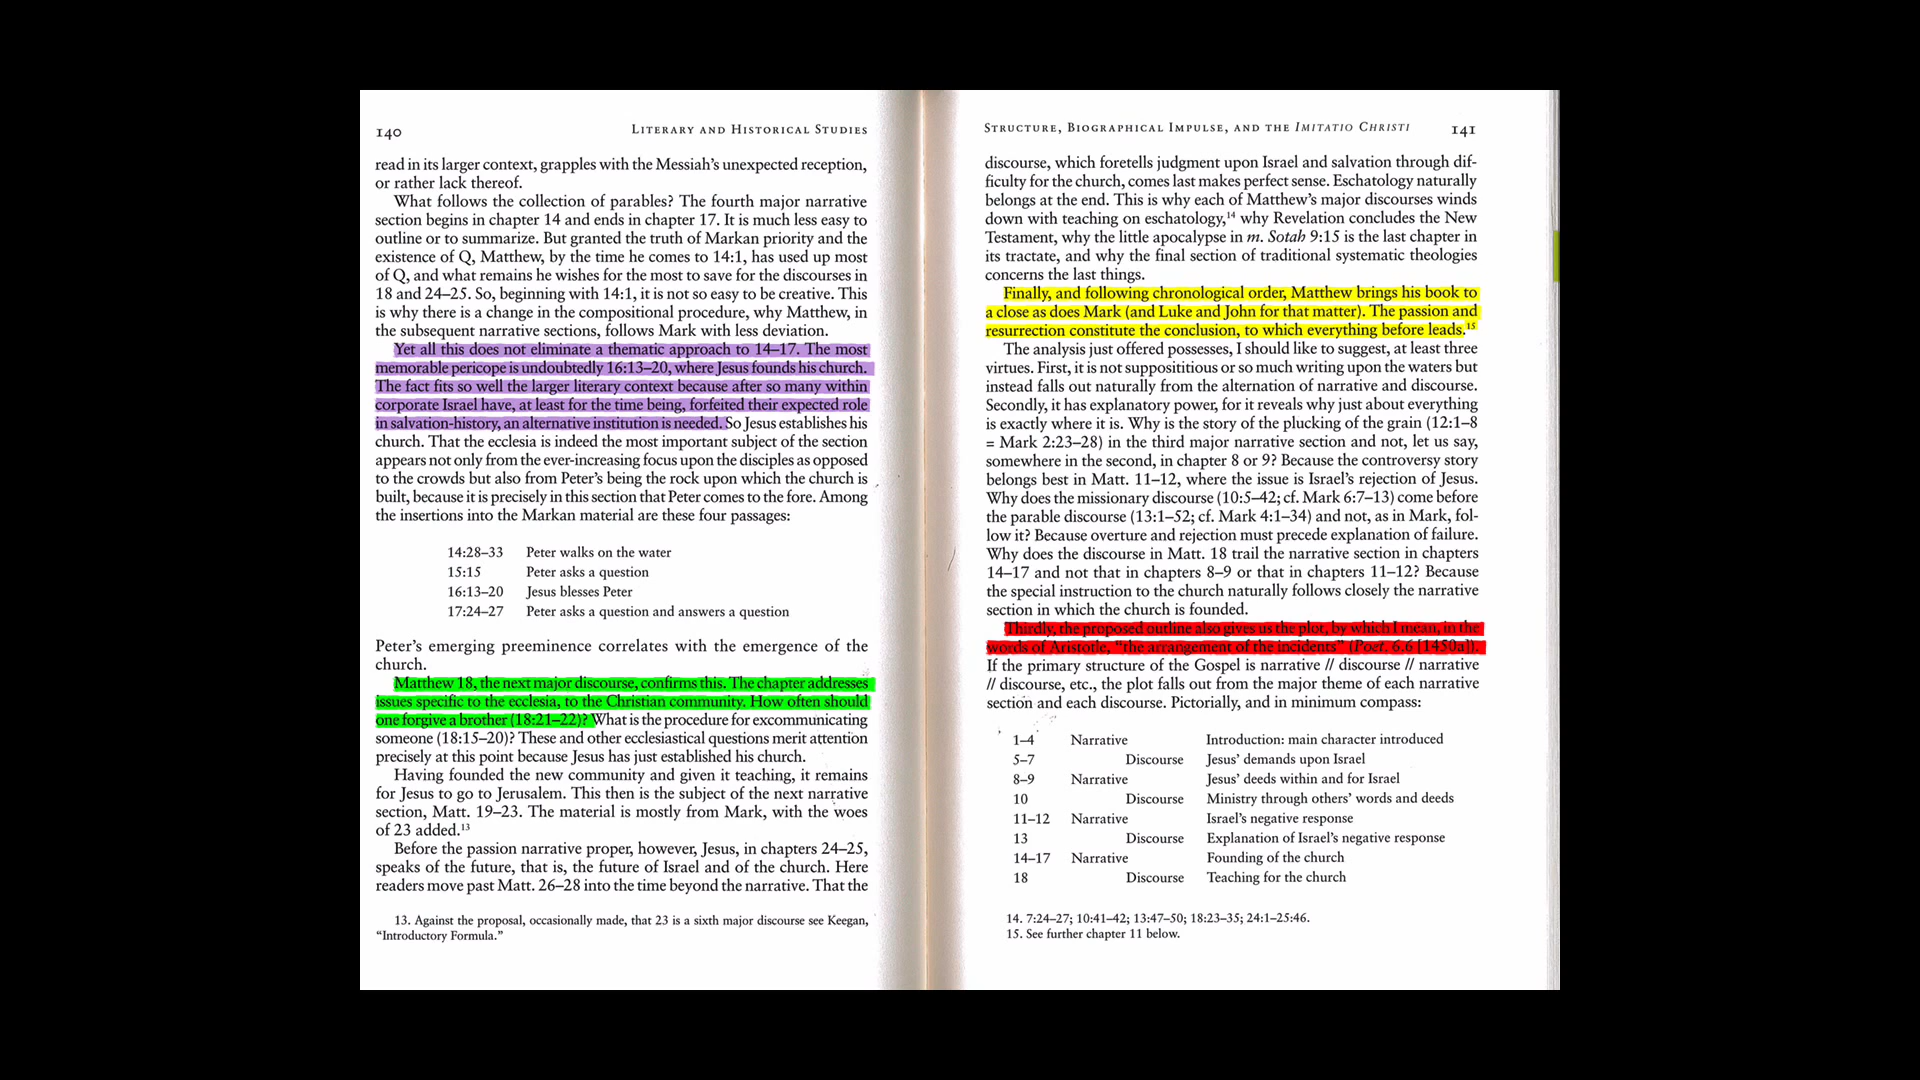 140
LITERARY AND HISTORICAL STUDIES
read in its larger context, grapples with the Messiah's unexpected reception,
or rather lack thereof.
What follows the collection of parables? The fourth major narrative
section begins in chapter 14 and ends in chapter 17. It is much less easy to
outline or to summarize. But granted the truth of Markan priority and the
existence of Q, Matthew, by the time he comes to 14:1, has used up most
of Q, and what remains he wishes for the most to save for the discourses in
18 and 24–25. So, beginning with 14:1, it is not so easy to be creative. This
is why there is a change in the compositional procedure, why Matthew, in
the subsequent narrative sections, follows Mark with less deviation.
Yet all this does not eliminate a thematic approach to 14–17. The most
memorable pericope is undoubtedly 16:13–20, where Jesus founds his church.
The fact fits so well the larger literary context because after so many within
corporate Israel have, at least for the time being, forfeited their expected role
in salvation-history, an alternative institution is needed. So Jesus establishes his
church. That the ecclesia is indeed the most important subject of the section
appears not only from the ever-increasing focus upon the disciples as opposed
to the crowds but also from Peter's being the rock upon which the church is
built, because it is precisely in this section that Peter comes to the fore. Among
the insertions into the Markan material are these four passages:
14:28–33 Peter walks on the water
15:15 Peter asks a question
16:13–20 Jesus blesses Peter
17:24–27 Peter asks a question and answers a question
Peter's emerging preeminence correlates with the emergence of the
church.
Matthew 18, the next major discourse, confirms this. The chapter addresses
issues specific to the ecclesia, to the Christian community. How often should
one forgive a brother (18:21–22)? What is the procedure for excommunicating
someone (18:15–20)? These and other ecclesiastical questions merit attention
precisely at this point because Jesus has just established his church.
Having founded the new community and given it teaching, it remains
for Jesus to go to Jerusalem. This then is the subject of the next narrative
section, Matt. 19–23. The material is mostly from Mark, with the woes
of 23 added.13
Before the passion narrative proper, however, Jesus, in chapters 24–25,
speaks of the future, that is, the future of Israel and of the church. Here
readers move past Matt. 26–28 into the time beyond the narrative. That the
13. Against the proposal, occasionally made, that 23 is a sixth major discourse see Keegan,
"Introductory Formula."
STRUCTURE, BIOGRAPHICAL IMPULSE, AND THE IMITATIO CHRISTI
141
discourse, which foretells judgment upon Israel and salvation through dif-
ficulty for the church, comes last makes perfect sense. Eschatology naturally
belongs at the end. This is why each of Matthew's major discourses winds
down with teaching on eschatology,14 why Revelation concludes the New
Testament, why the little apocalypse in m. Sotah 9:15 is the last chapter in
its tractate, and why the final section of traditional systematic theologies
concerns the last things.
Finally, and following chronological order, Matthew brings his book to
a close as does Mark (and Luke and John for that matter). The passion and
resurrection constitute the conclusion, to which everything before leads.15
The analysis just offered possesses, I should like to suggest, at least three
virtues. First, it is not supposititious or so much writing upon the waters but
instead falls out naturally from the alternation of narrative and discourse.
Secondly, it has explanatory power, for it reveals why just about everything
is exactly where it is. Why is the story of the plucking of the grain (12:1–8
= Mark 2:23–28) in the third major narrative section and not, let us say,
somewhere in the second, in chapter 8 or 9? Because the controversy story
belongs best in Matt. 11–12, where the issue is Israel's rejection of Jesus.
Why does the missionary discourse (10:5–42; cf. Mark 6:7–13) come before
the parable discourse (13:1–52; cf. Mark 4:1–34) and not, as in Mark, fol-
low it? Because overture and rejection must precede explanation of failure.
Why does the discourse in Matt. 18 trail the narrative section in chapters
14–17 and not that in chapters 8–9 or that in chapters 11–12? Because
the special instruction to the church naturally follows closely the narrative
section in which the church is founded.
Thirdly, the proposed outline also gives us the plot, by which I mean, in the
words of Aristotle, "the arrangement of the incidents" (Poet. 6.6 [1450a]).
If the primary structure of the Gospel is narrative // discourse // narrative
// discourse, etc., the plot falls out from the major theme of each narrative
section and each discourse. Pictorially, and in minimum compass:
1–4 Narrative Introduction: main character introduced
5–7 Discourse Jesus' demands upon Israel
8–9 Narrative Jesus' deeds within and for Israel
10 Discourse Ministry through others' words and deeds
11–12 Narrative Israel's negative response
13 Discourse Explanation of Israel's negative response
14–17 Narrative Founding of the church
18 Discourse Teaching for the church
14. 7:24–27; 10:41–42; 13:47–50; 18:23–35; 24:1–25:46.
15. See further chapter 11 below.